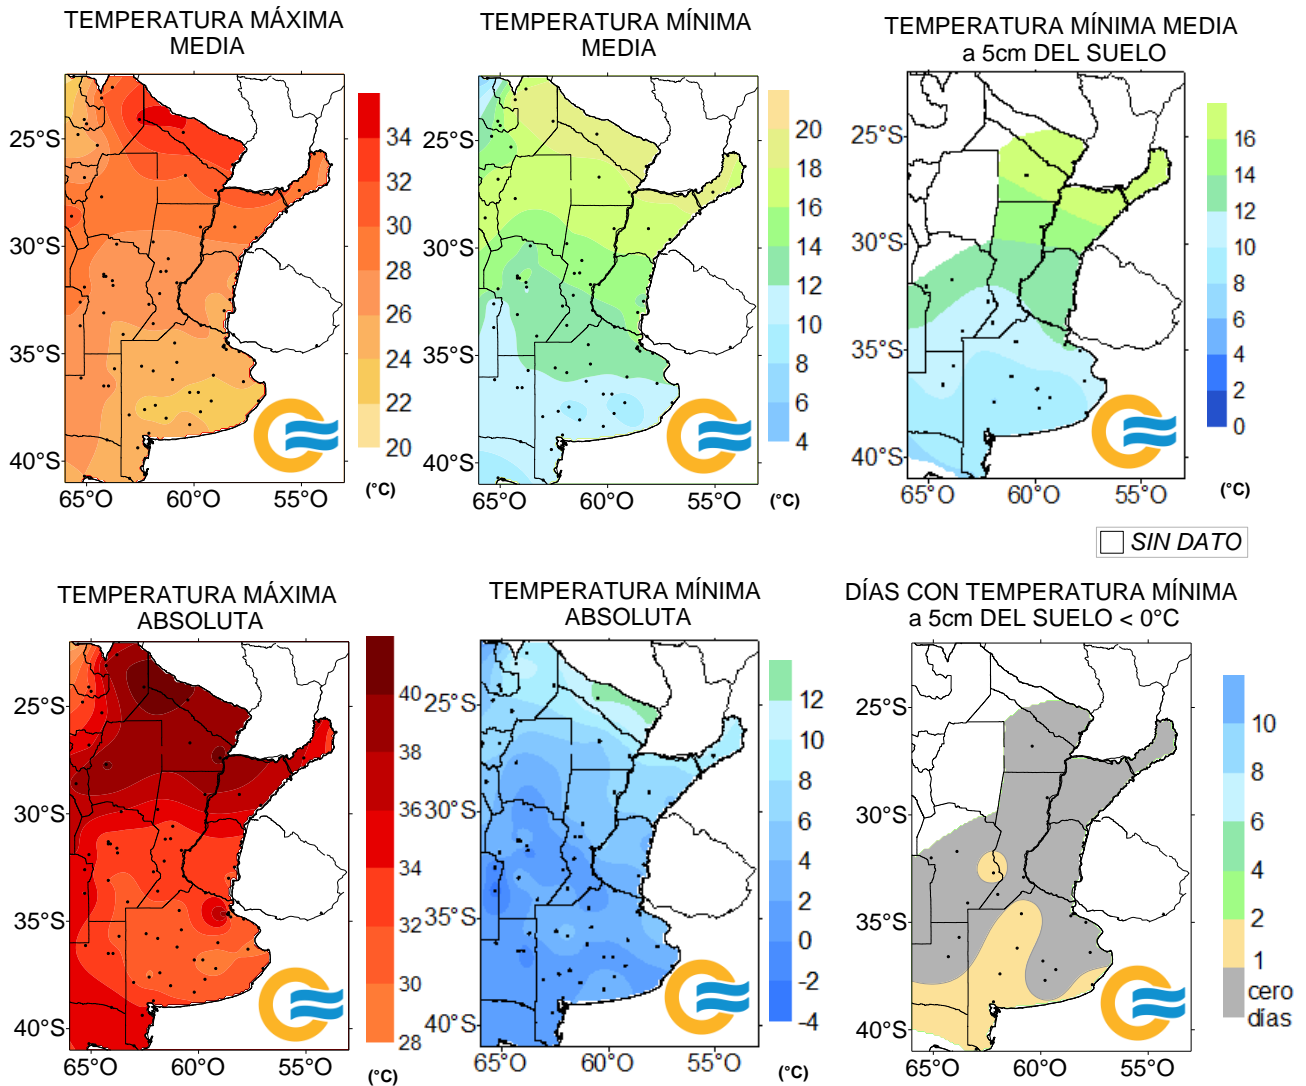 TEMPERATURA MÁXIMA
MEDIA
25°S
30°S
35°S
40°S
65°O 60°O 55°O
34
32
30
28
26
24
22
20
(°C)
TEMPERATURA MÍNIMA
MEDIA
25°S
30°S
35°S
40°S
65°O 60°O 55°O
20
18
16
14
12
10
8
6
4
(°C)
TEMPERATURA MÍNIMA MEDIA
a 5cm DEL SUELO
25°S
30°S
35°S
40°S
65°O 60°O 55°O
16
14
12
10
8
6
4
2
0
(°C)
SIN DATO
TEMPERATURA MÁXIMA
ABSOLUTA
25°S
30°S
35°S
40°S
65°O 60°O 55°O
40
38
36
34
32
30
28
(°C)
TEMPERATURA MÍNIMA
ABSOLUTA
25°S
30°S
35°S
40°S
65°O 60°O 55°O
12
10
8
6
4
2
0
-2
-4
(°C)
DÍAS CON TEMPERATURA MÍNIMA
a 5cm DEL SUELO < 0°C
25°S
30°S
35°S
40°S
65°O 60°O 55°O
10
8
6
4
2
1
cero
días